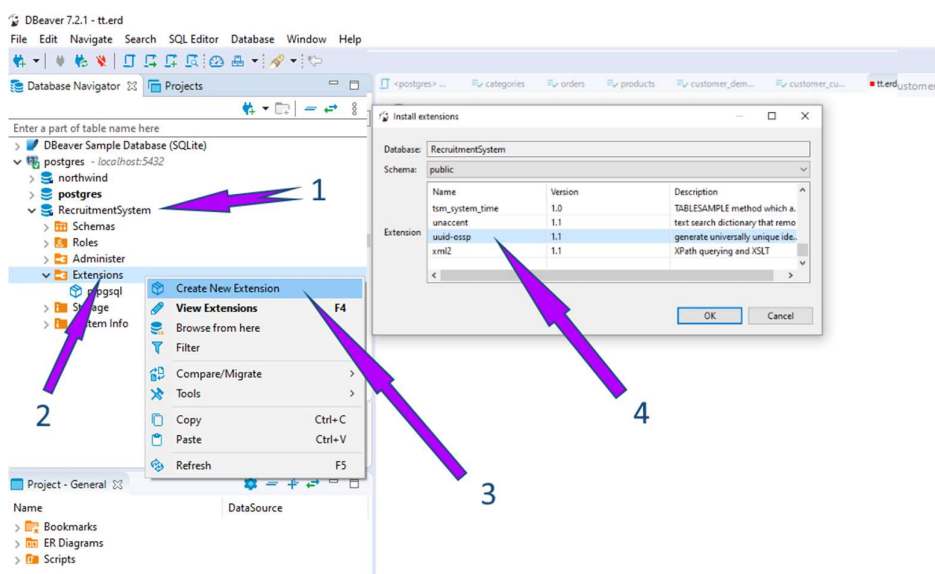 DBeaver 7.2.1 - tt.erd
File Edit Navigate Search SQL Editor Database Window Help
Database Navigator Projects
<postgres> ... categories orders products customer_dem... customer_cu... tt.erd ustomer
Enter a part of table name here
DBeaver Sample Database (SQLite)
postgres - localhost:5432
northwind
postgres
RecruitmentSystem
Schemas
Roles
Administer
Extensions
plpgsql
Storage
System Info
1
2
Create New Extension
View Extensions F4
Browse from here
Filter
Compare/Migrate
Tools
Copy Ctrl+C
Paste Ctrl+V
Refresh F5
3
Install extensions
Database: RecruitmentSystem
Schema: public
Extension
Name Version Description
tsm_system_time 1.0 TABLESAMPLE method which a.
unaccent 1.1 text search dictionary that remo
uuid-ossp 1.1 generate universally unique ide..
xml2 1.1 XPath querying and XSLT
OK Cancel
4
Project - General
Name DataSource
Bookmarks
ER Diagrams
Scripts